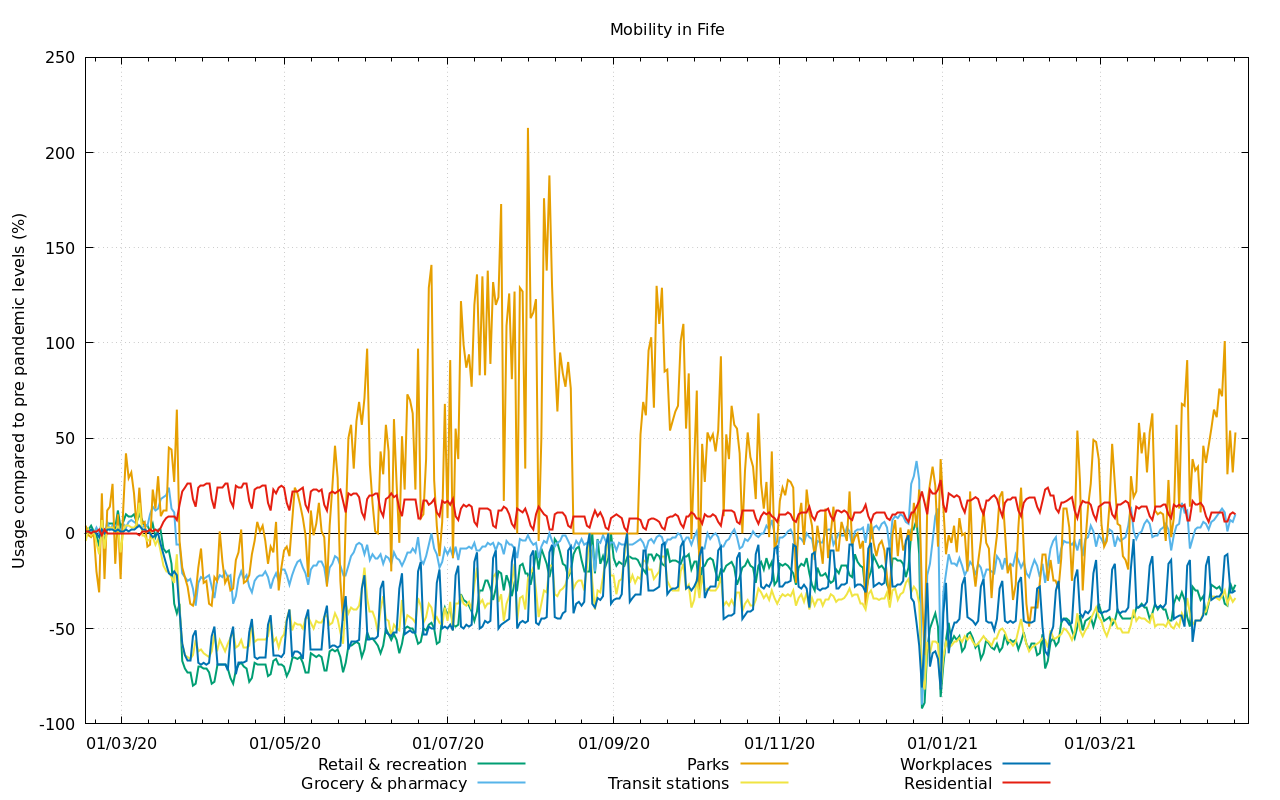 Mobility in Fife
Usage compared to pre pandemic levels (%)
250
200
150
100
50
0
-50
-100
01/03/20 01/05/20 01/07/20 01/09/20 01/11/20 01/01/21 01/03/21
Retail & recreation Parks Workplaces
Grocery & pharmacy Transit stations Residential